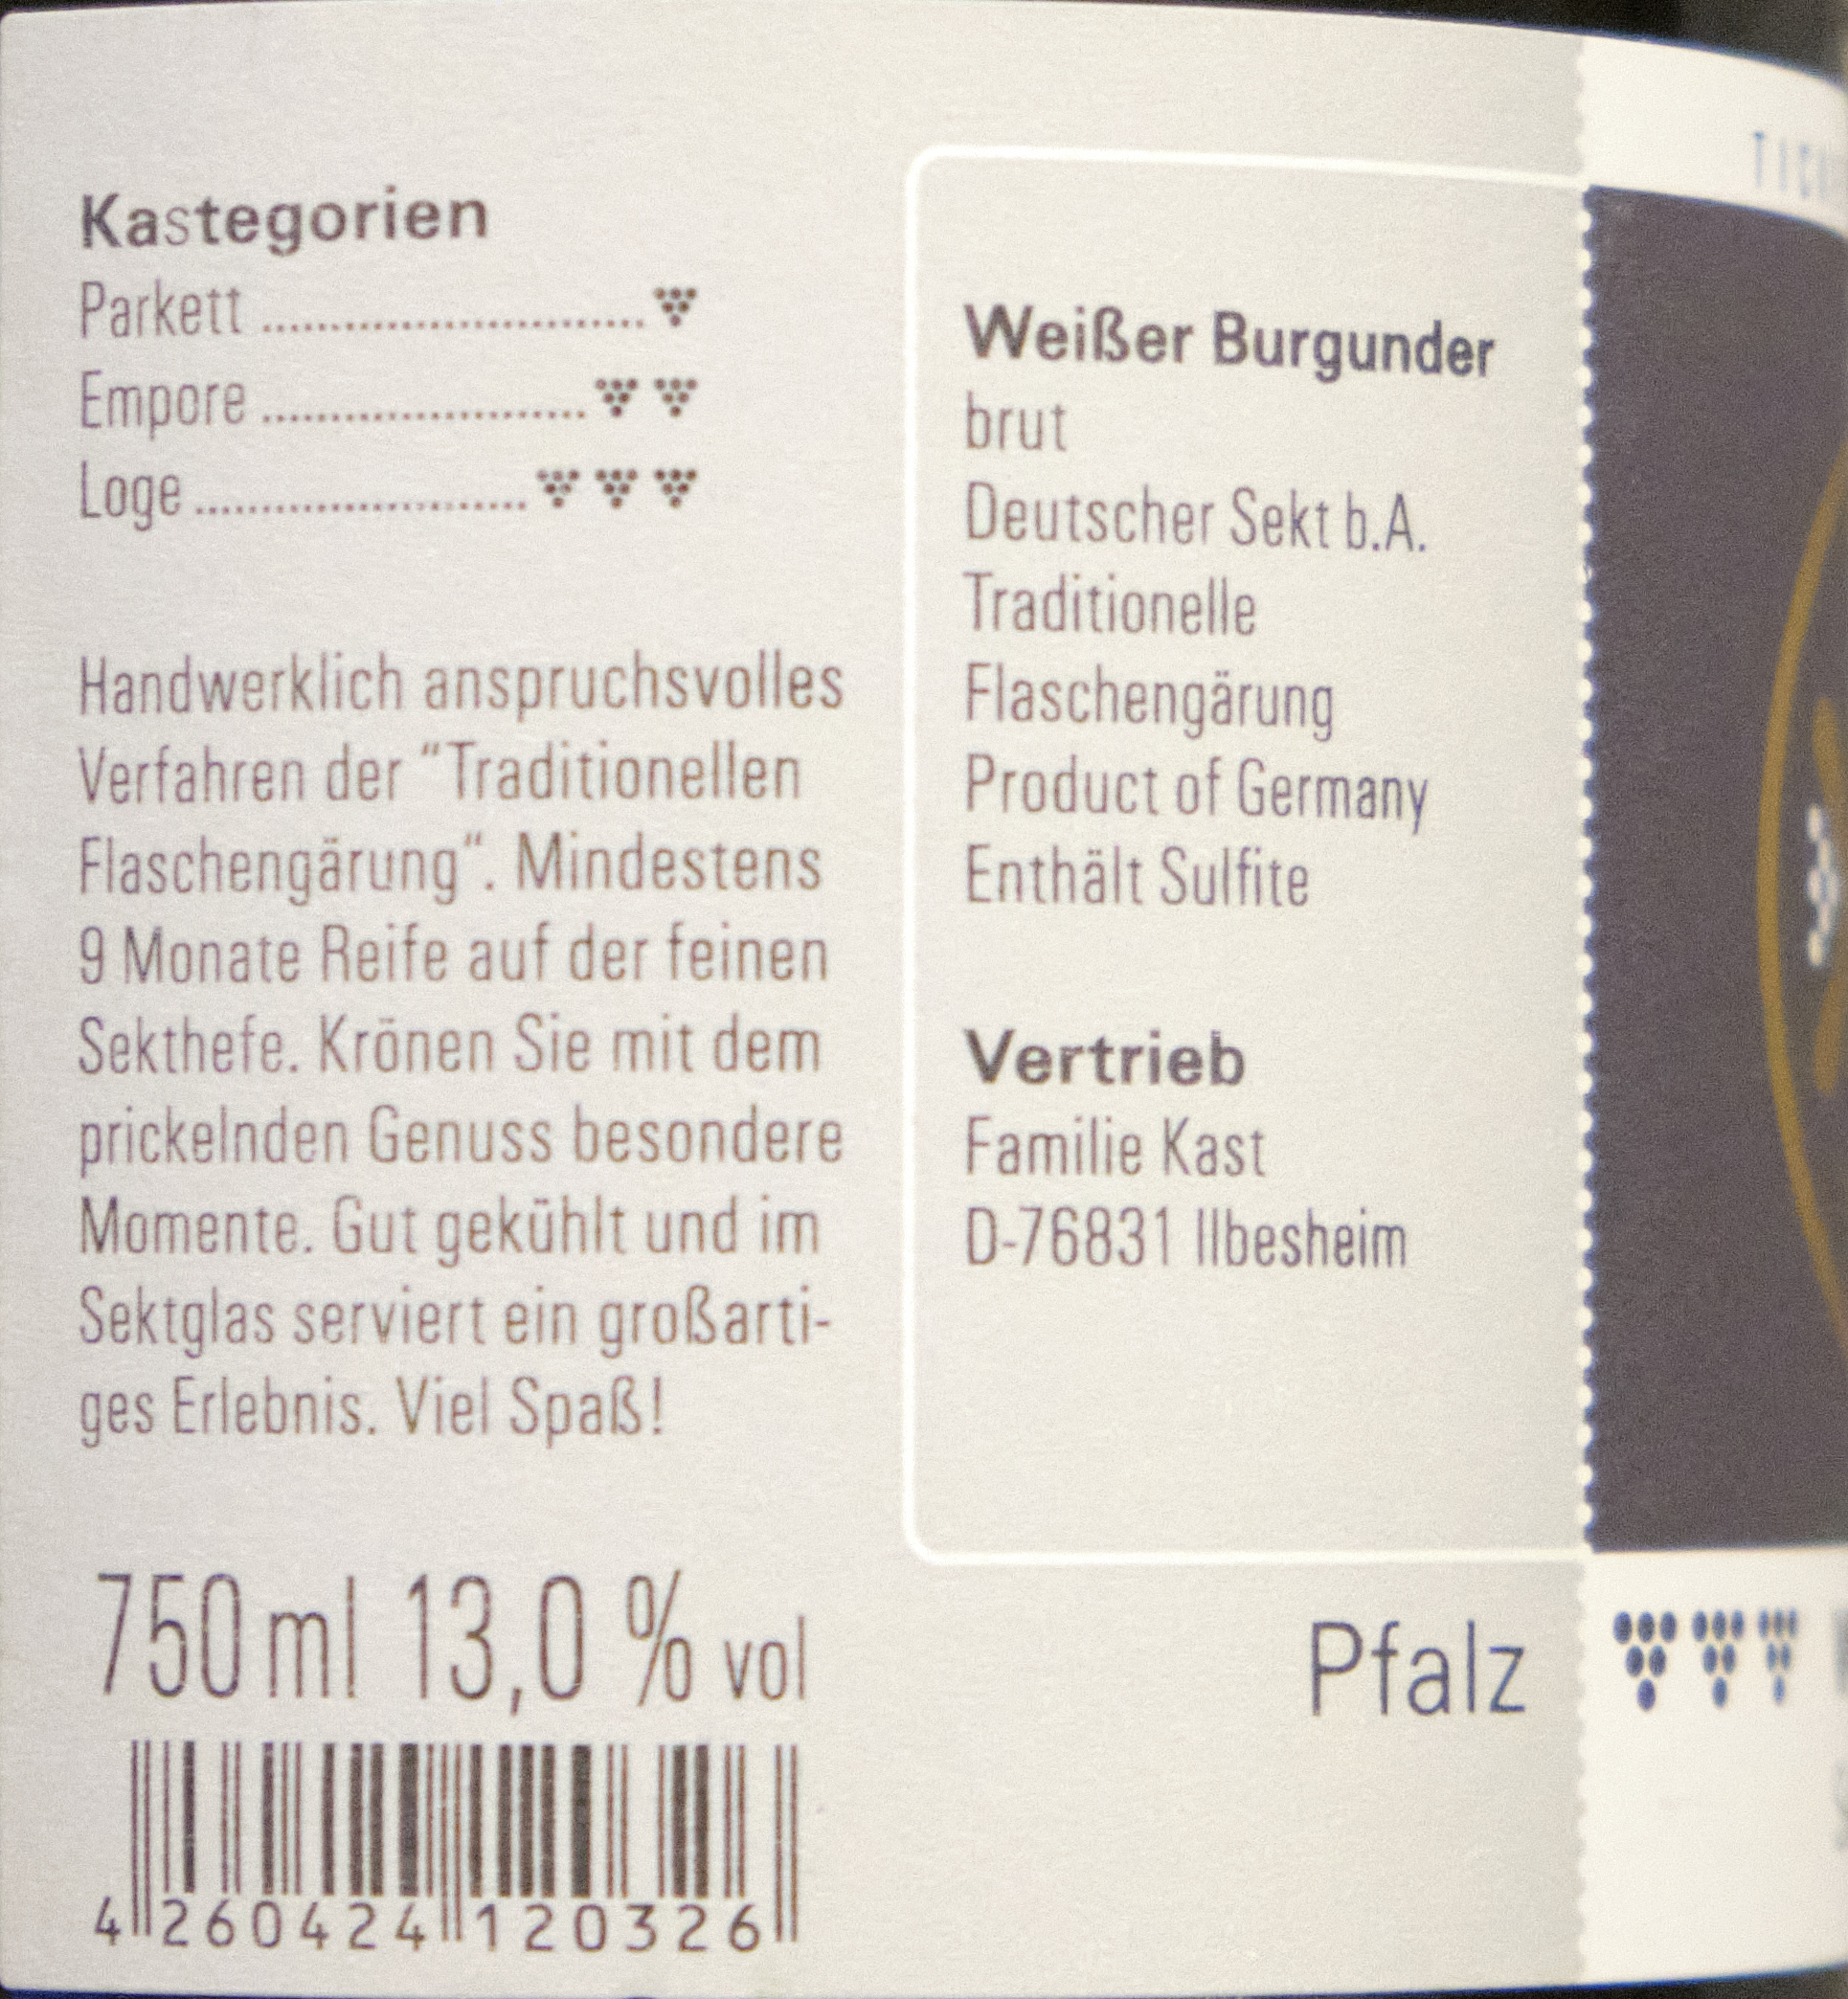 Kastegorien
Parkett ............................
Empore ........................
Loge .........................
Handwerklich anspruchsvolles
Verfahren der “Traditionellen
Flaschengärung“. Mindestens
9 Monate Reife auf der feinen
Sekthefe. Krönen Sie mit dem
prickelnden Genuss besondere
Momente. Gut gekühlt und im
Sektglas serviert ein großarti-
ges Erlebnis. Viel Spaß!
750 ml 13,0 % vol
4 260424 120326
Weißer Burgunder
brut
Deutscher Sekt b.A.
Traditionelle
Flaschengärung
Product of Germany
Enthält Sulfite
Vertrieb
Familie Kast
D-76831 Ilbesheim
Pfalz